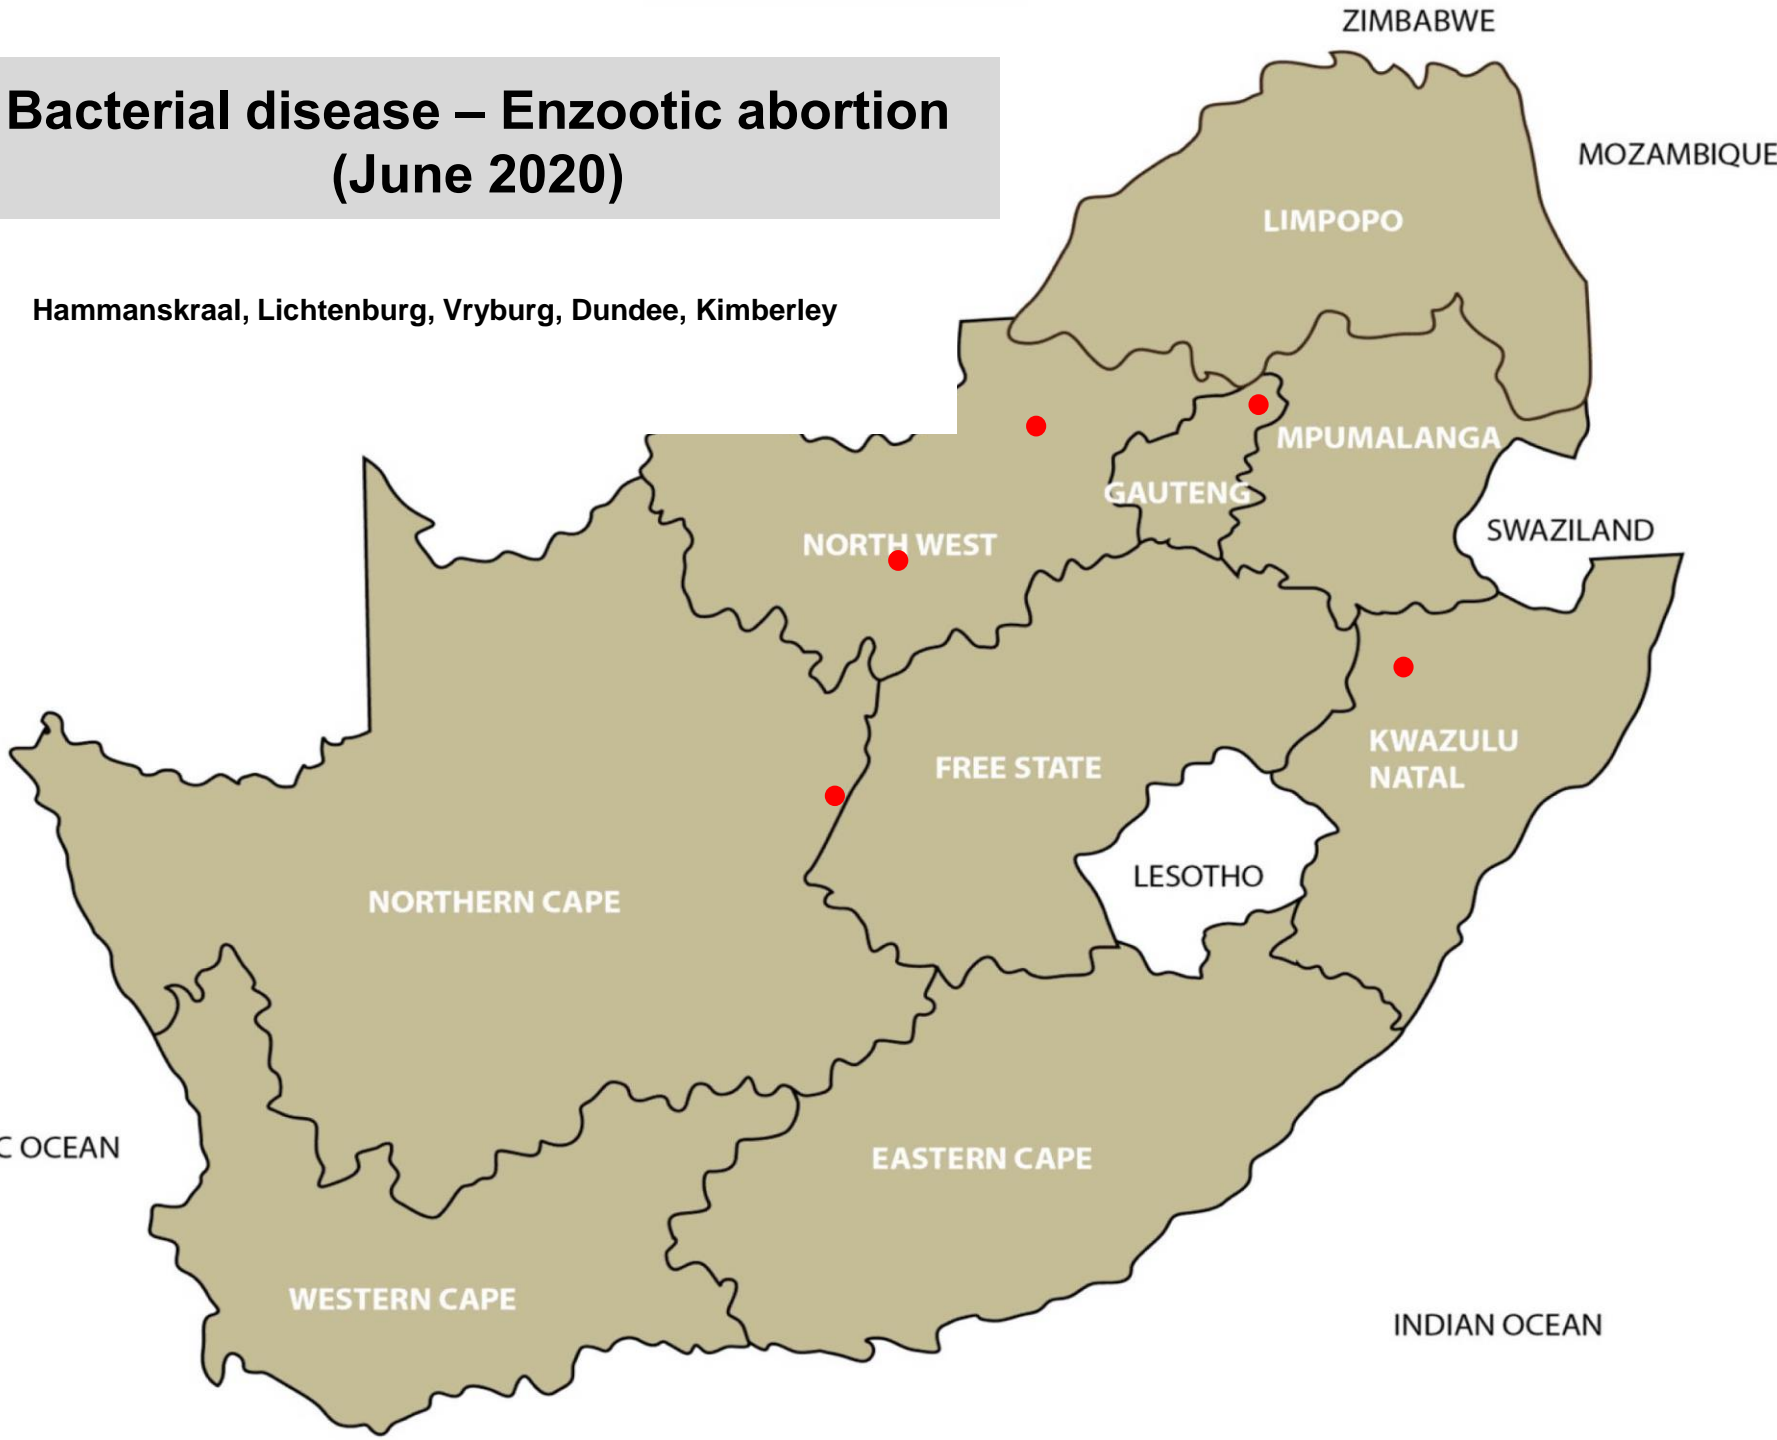 ZIMBABWE
Bacterial disease – Enzootic abortion
(June 2020)
MOZAMBIQUE
LIMPOPO
Hammanskraal, Lichtenburg, Vryburg, Dundee, Kimberley
MPUMALANGA
GAUTENG
SWAZILAND
NORTH WEST
KWAZULU
NATAL
FREE STATE
LESOTHO
NORTHERN CAPE
C OCEAN
EASTERN CAPE
WESTERN CAPE
INDIAN OCEAN